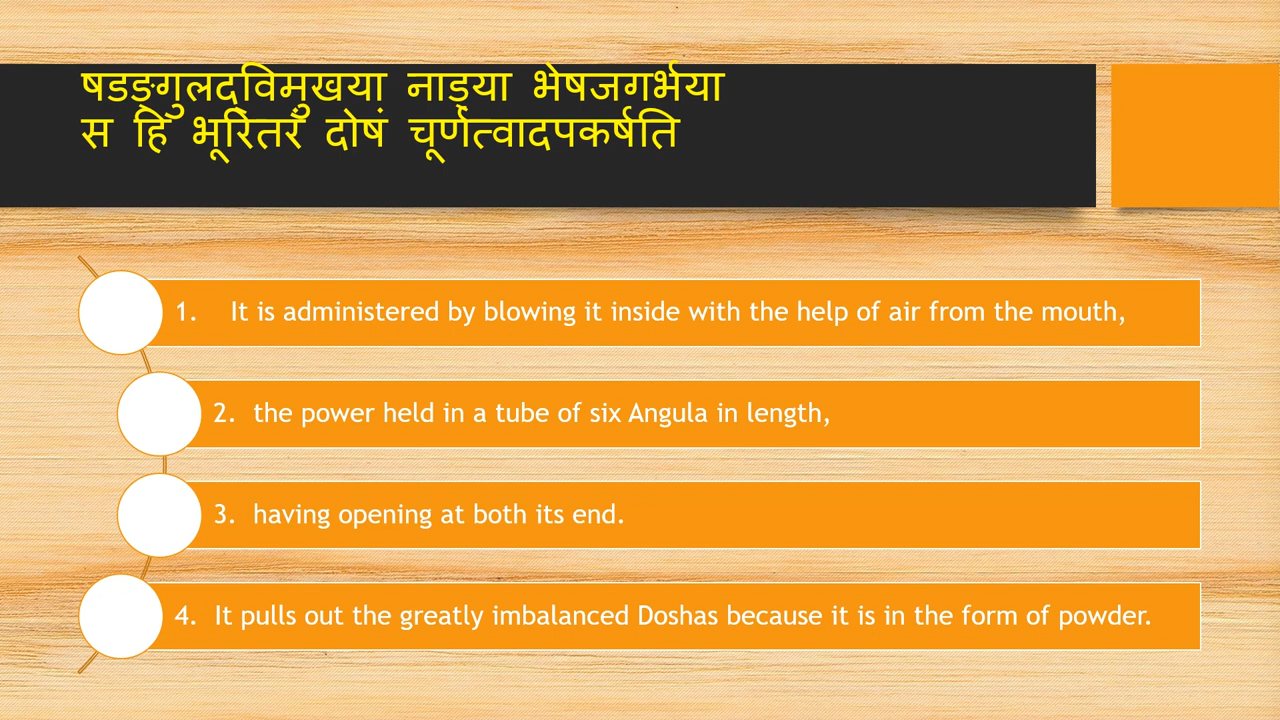 षडङ्गुलद्विमुखया नाड्या भेषजगर्भया
स हि भूरितरं दोषं चूर्णत्वादपकर्षति
1. It is administered by blowing it inside with the help of air from the mouth,
2. the power held in a tube of six Angula in length,
3. having opening at both its end.
4. It pulls out the greatly imbalanced Doshas because it is in the form of powder.